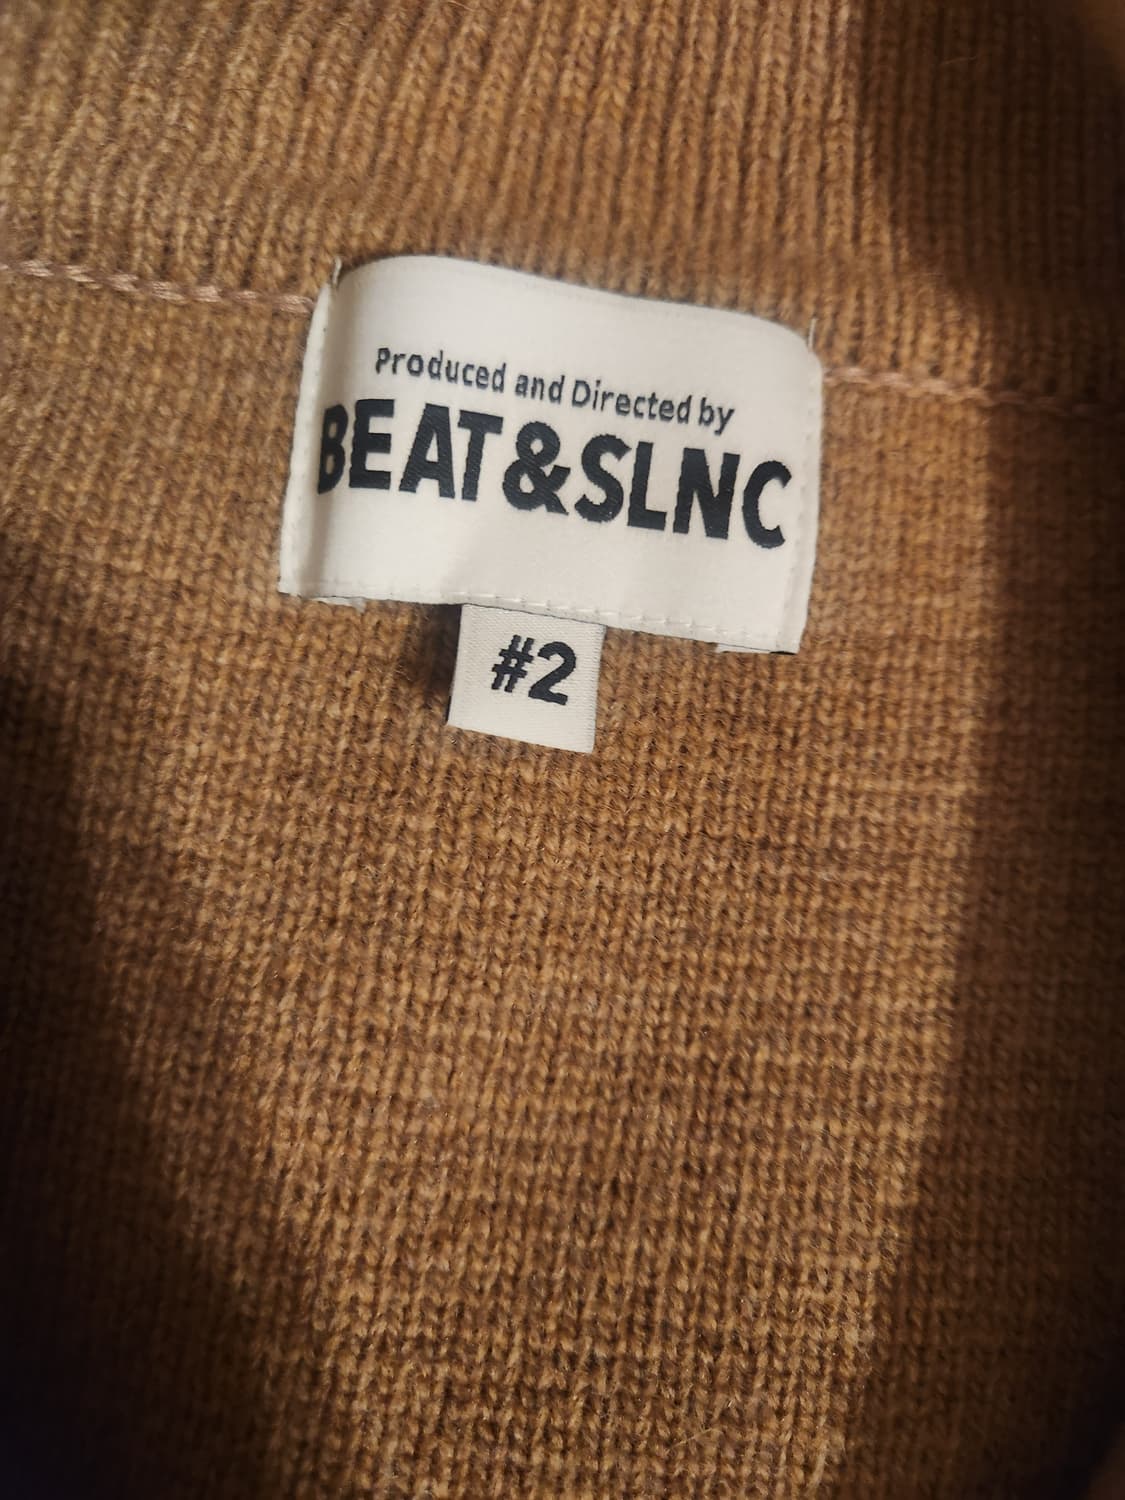 Produced and Directed by
BEAT&SLNC
#2